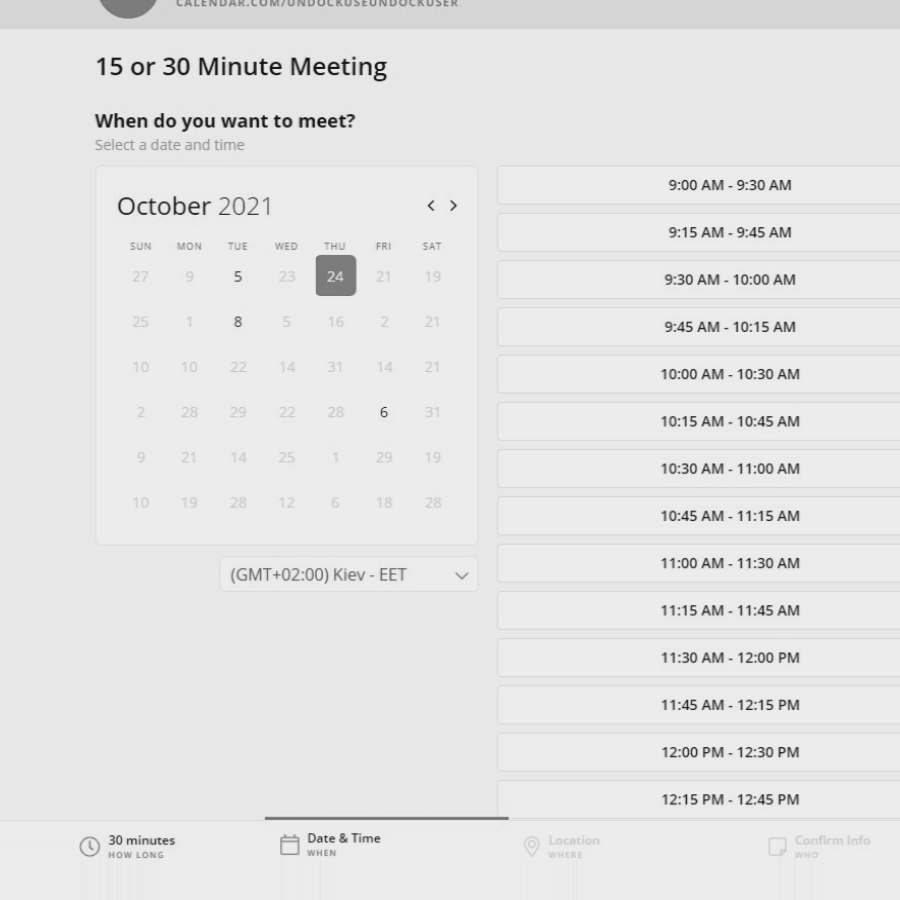 CALENDAR.COM/UNDOCKUSEUNDOCKUSER
15 or 30 Minute Meeting
When do you want to meet?
Select a date and time
October 2021
SUN MON TUE WED THU FRI SAT
27 9 5 23 24 21 19
25 1 8 5 16 2 21
10 10 22 14 31 14 21
2 28 29 22 28 6 31
9 21 14 25 1 29 19
10 19 28 12 6 18 28
(GMT+02:00) Kiev - EET
9:00 AM - 9:30 AM
9:15 AM - 9:45 AM
9:30 AM - 10:00 AM
9:45 AM - 10:15 AM
10:00 AM - 10:30 AM
10:15 AM - 10:45 AM
10:30 AM - 11:00 AM
10:45 AM - 11:15 AM
11:00 AM - 11:30 AM
11:15 AM - 11:45 AM
11:30 AM - 12:00 PM
11:45 AM - 12:15 PM
12:00 PM - 12:30 PM
12:15 PM - 12:45 PM
30 minutes
HOW LONG
Date & Time
WHEN
Location
WHERE
Confirm Info
WHO